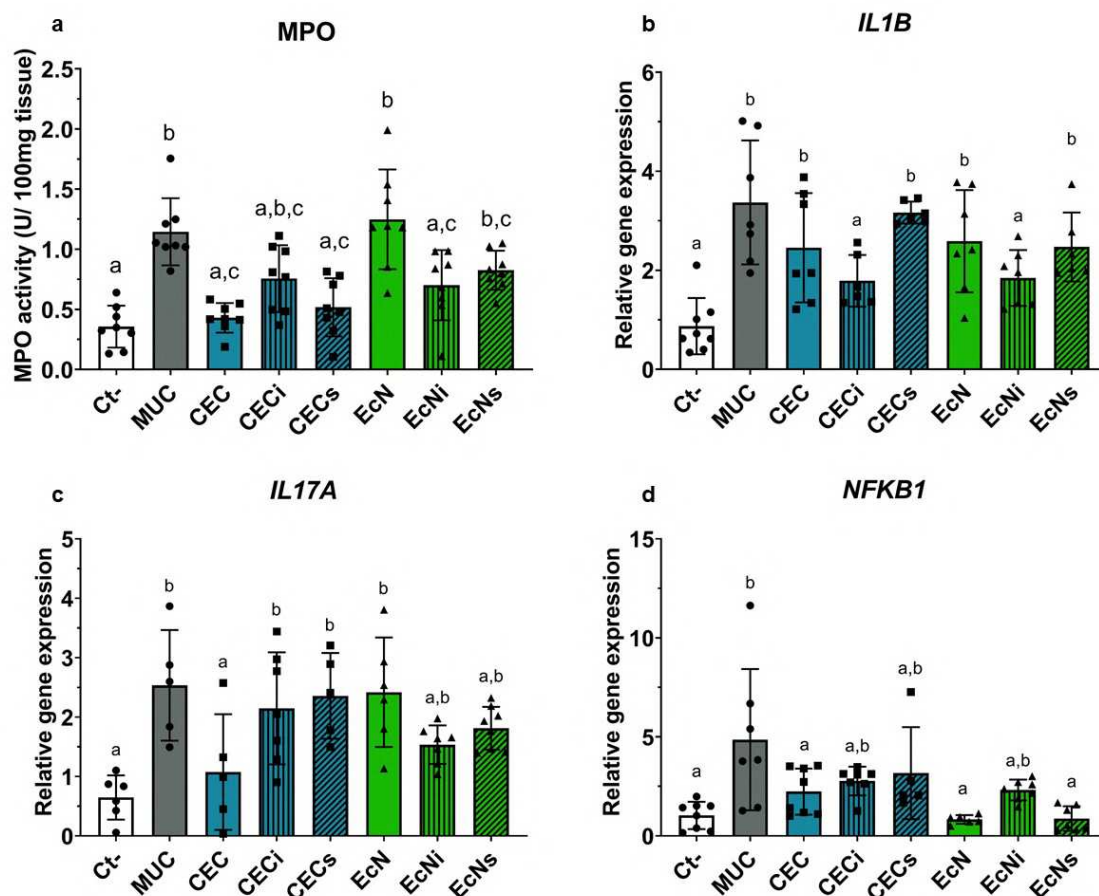 a
MPO
MPO activity (U/ 100mg tissue)
2.5
2.0
1.5
1.0
0.5
0.0
a
b
a,c
a,b,c
a,c
b
a,c
b,c
Ct-
MUC
CEC
CECi
CECs
EcN
EcNi
EcNs
b
IL1B
Relative gene expression
6
4
2
0
a
b
b
a
b
b
a
b
Ct-
MUC
CEC
CECi
CECs
EcN
EcNi
EcNs
c
IL17A
Relative gene expression
5
4
3
2
1
0
a
b
a
b
b
b
a,b
a,b
Ct-
MUC
CEC
CECi
CECs
EcN
EcNi
EcNs
d
NFKB1
Relative gene expression
15
10
5
0
a
b
a
a,b
a,b
a
a,b
a
Ct-
MUC
CEC
CECi
CECs
EcN
EcNi
EcNs